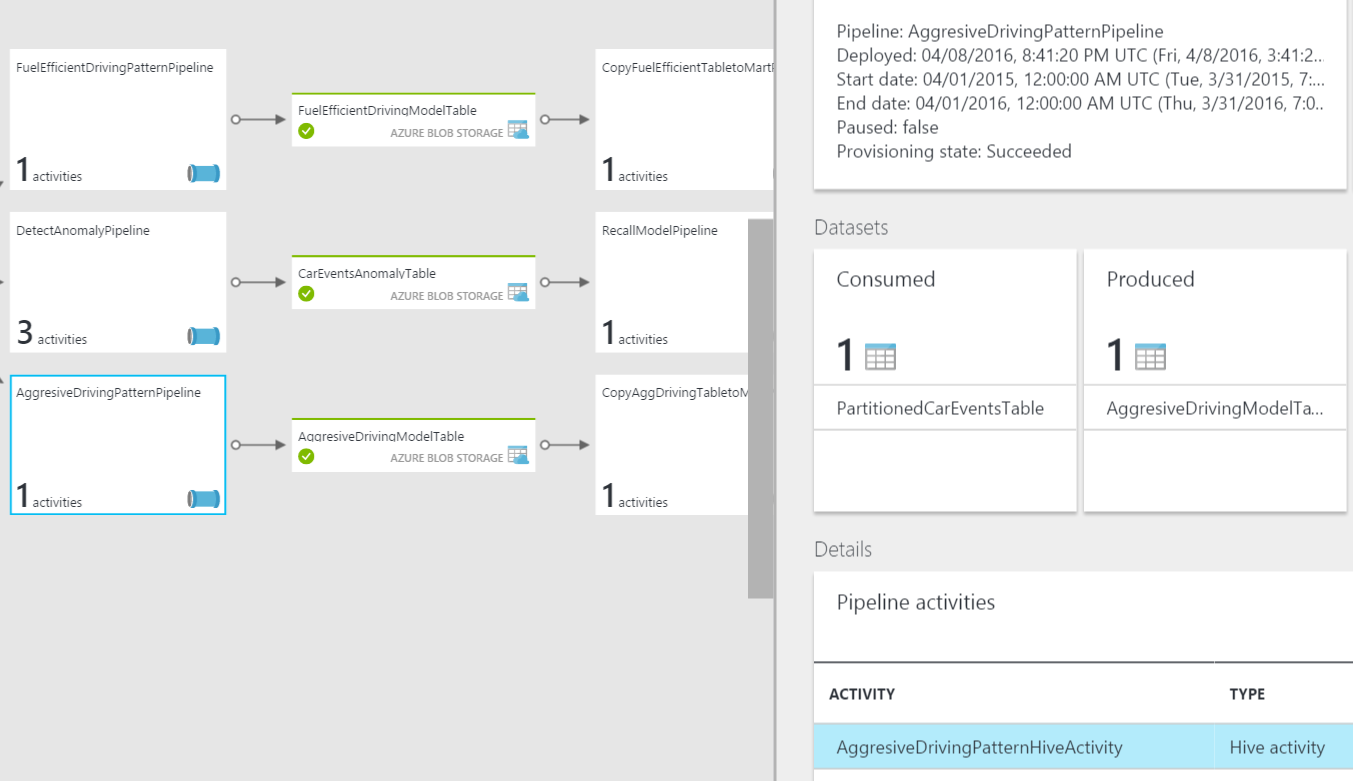 FuelEfficientDrivingPatternPipeline
1 activities
FuelEfficientDrivingModelTable
AZURE BLOB STORAGE
CopyFuelEfficientTabletoMart
1 activities
DetectAnomalyPipeline
3 activities
CarEventsAnomalyTable
AZURE BLOB STORAGE
RecallModelPipeline
1 activities
AggresiveDrivingPatternPipeline
1 activities
AggresiveDrivingModelTable
AZURE BLOB STORAGE
CopyAggDrivingTabletoM
1 activities
Pipeline: AggresiveDrivingPatternPipeline
Deployed: 04/08/2016, 8:41:20 PM UTC (Fri, 4/8/2016, 3:41:2...
Start date: 04/01/2015, 12:00:00 AM UTC (Tue, 3/31/2015, 7:...
End date: 04/01/2016, 12:00:00 AM UTC (Thu, 3/31/2016, 7:0..
Paused: false
Provisioning state: Succeeded
Datasets
Consumed
1
PartitionedCarEventsTable
Produced
1
AggresiveDrivingModelTa...
Details
Pipeline activities
ACTIVITY TYPE
AggresiveDrivingPatternHiveActivity Hive activity